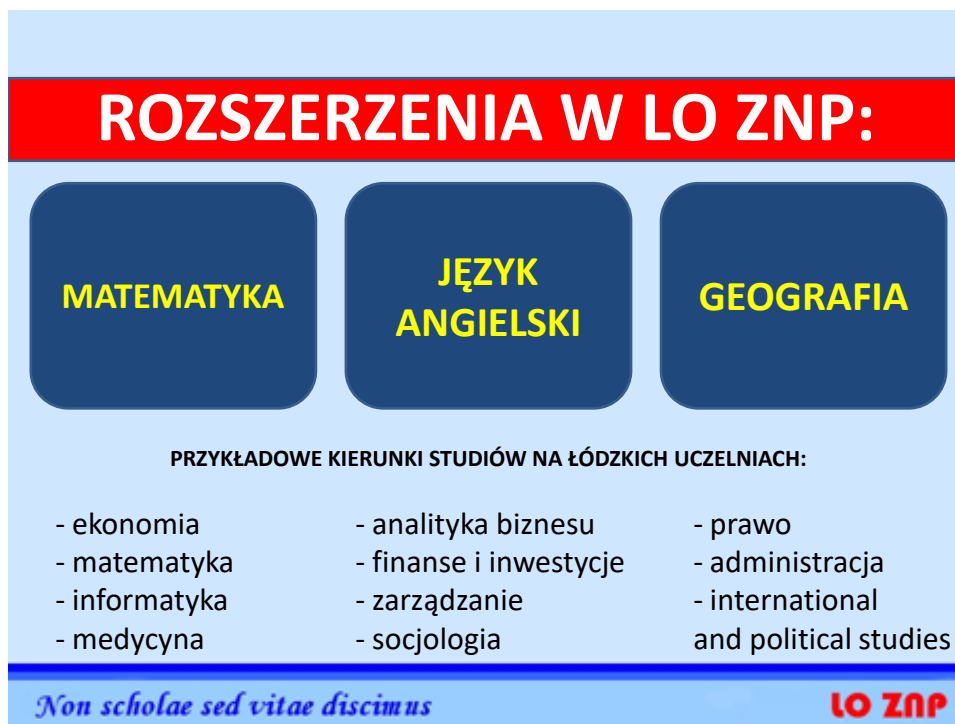 ROZSZERZENIA W LO ZNP:
MATEMATYKA
JĘZYK
ANGIELSKI
GEOGRAFIA
PRZYKŁADOWE KIERUNKI STUDIÓW NA ŁÓDZKICH UCZELNIACH:
- ekonomia
- matematyka
- informatyka
- medycyna
- analityka biznesu
- finanse i inwestycje
- zarządzanie
- socjologia
- prawo
- administracja
- international
and political studies
Non scholae sed vitae discimus
LO ZNP